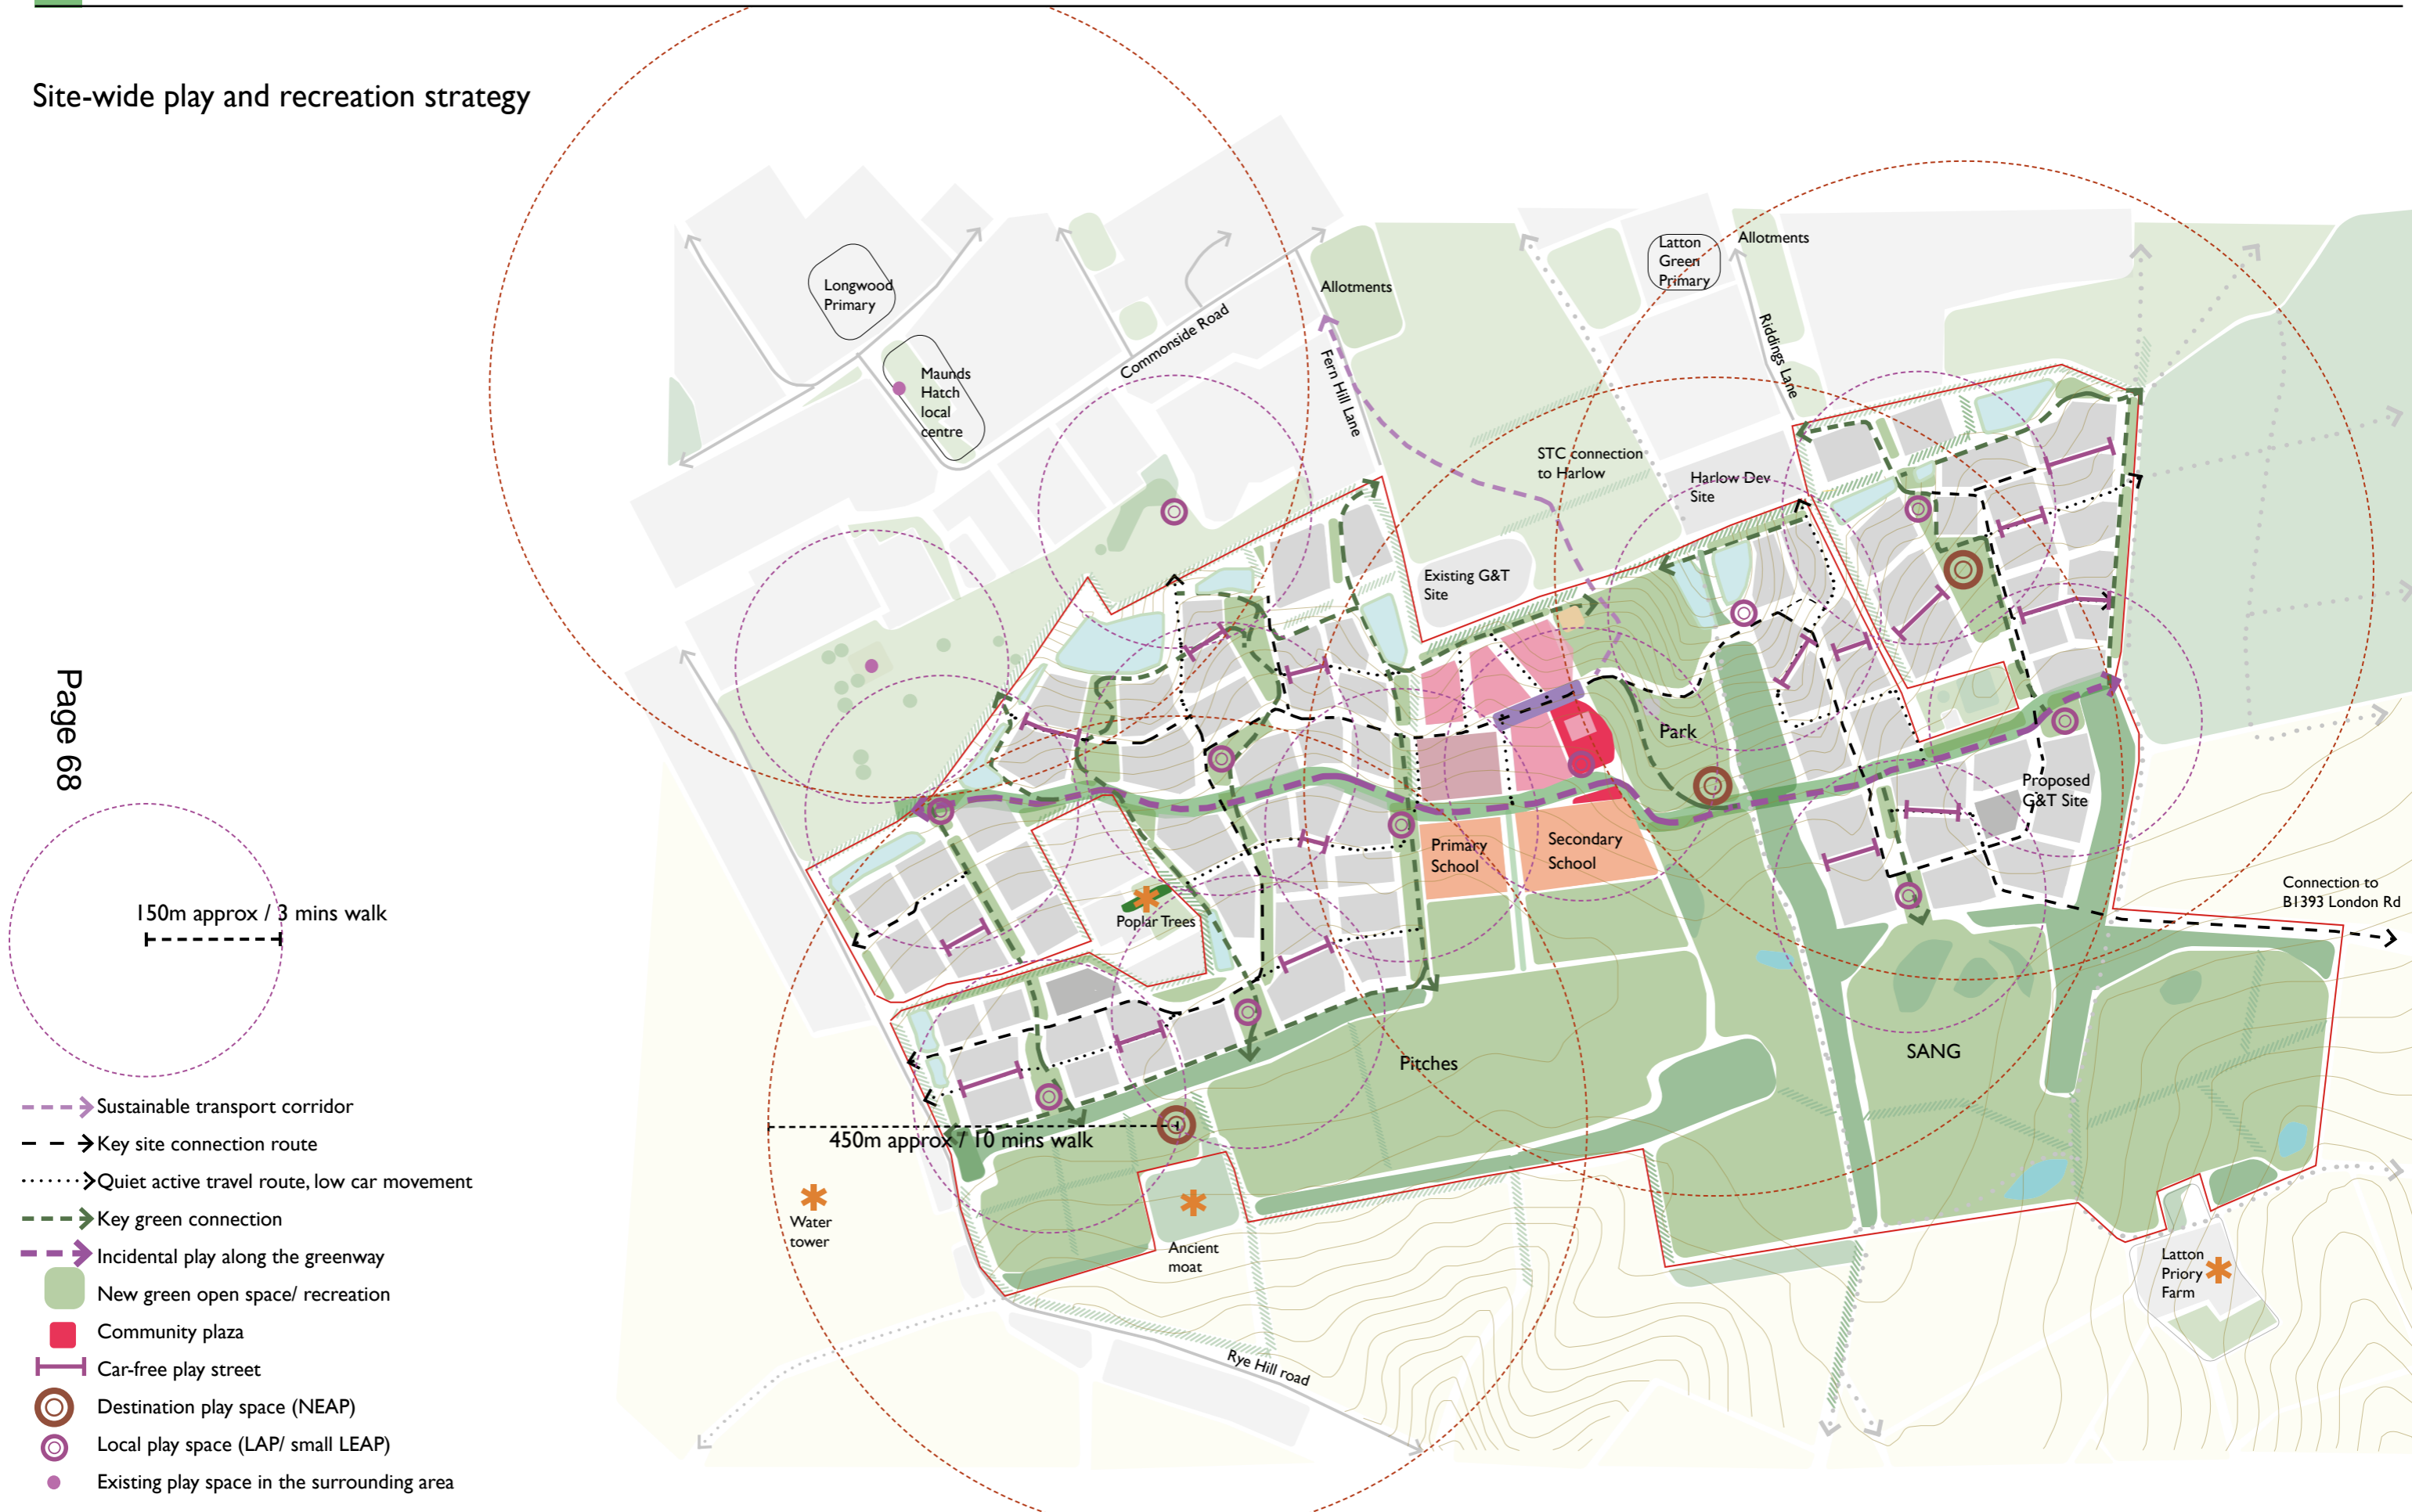 Site-wide play and recreation strategy
Longwood
Primary
Maunds
Hatch
local
centre
Commonside Road
Fern Hill Lane
Allotments
Latton
Green
Primary
Allotments
Riddings Lane
STC connection
to Harlow
Harlow Dev
Site
Existing G&T
Site
Park
Primary
School
Secondary
School
Proposed
G&T Site
Poplar Trees
Connection to
B1393 London Rd
Pitches
SANG
Water
tower
Ancient
moat
Latton
Priory
Farm
Rye Hill road
450m approx / 10 mins walk
Page 68
150m approx / 3 mins walk
Sustainable transport corridor
Key site connection route
Quiet active travel route, low car movement
Key green connection
Incidental play along the greenway
New green open space/ recreation
Community plaza
Car-free play street
Destination play space (NEAP)
Local play space (LAP/ small LEAP)
Existing play space in the surrounding area